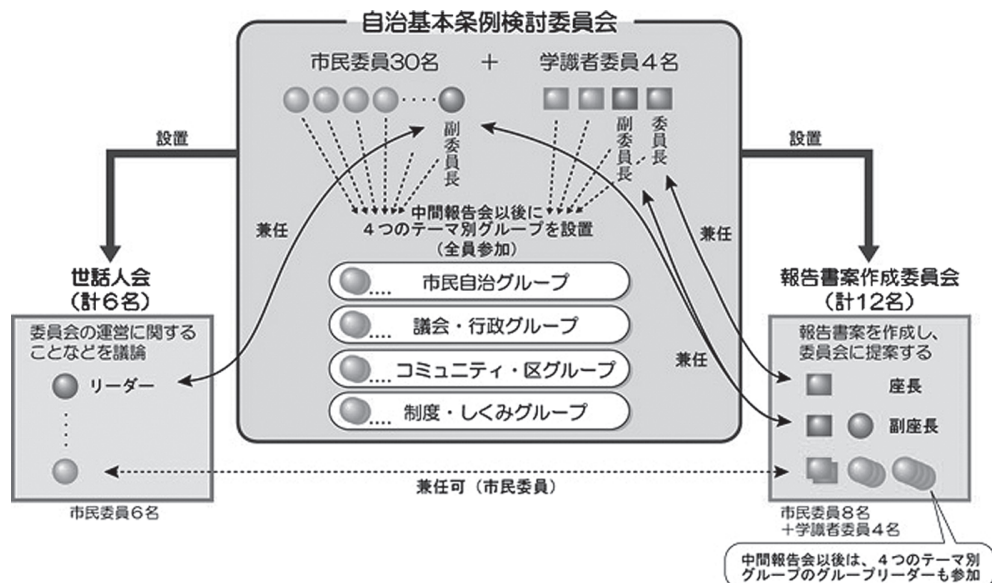 自治基本条例検討委員会
市民委員30名 + 学識者委員4名
副委員長
副委員長
委員長
設置
設置
兼任
兼任
兼任
中間報告会以後に
4つのテーマ別グループを設置
(全員参加)
市民自治グループ
議会・行政グループ
コミュニティ・区グループ
制度・しくみグループ
世話人会
(計6名)
委員会の運営に関する
ことなどを議論
リーダー
市民委員6名
報告書案作成委員会
(計12名)
報告書案を作成し、
委員会に提案する
座長
副座長
市民委員8名
+学識者委員4名
兼任可(市民委員)
中間報告会以後は、4つのテーマ別
グループのグループリーダーも参加